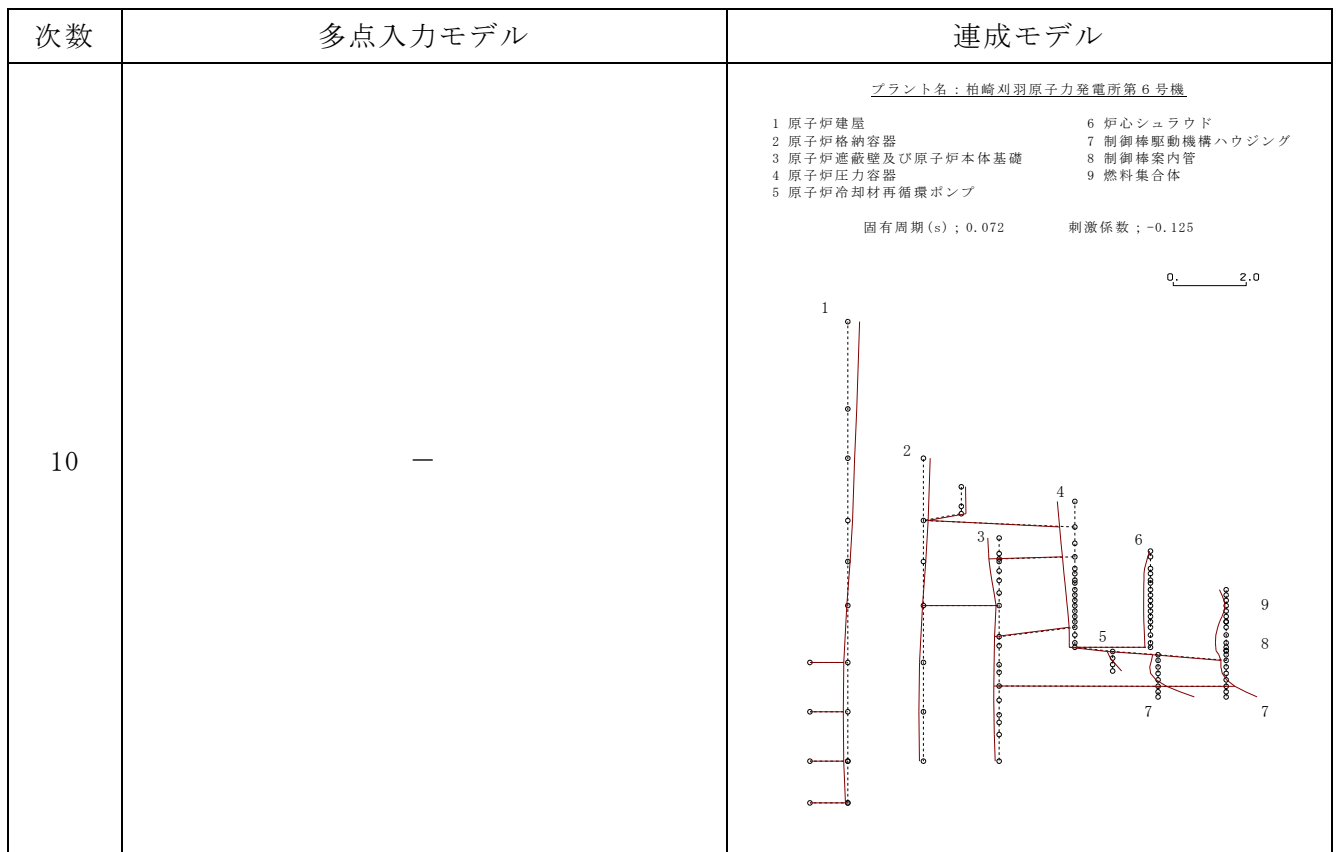 次数 多点入力モデル 連成モデル
プラント名：柏崎刈羽原子力発電所第６号機
1 原子炉建屋 6 炉心シュラウド
2 原子炉格納容器 7 制御棒駆動機構ハウジング
3 原子炉遮蔽壁及び原子炉本体基礎 8 制御棒案内管
4 原子炉圧力容器 9 燃料集合体
5 原子炉冷却材再循環ポンプ
固有周期(s)；0.072 刺激係数；-0.125
0. 2.0
1
10 －
2
4
3 6
9
5 8
7 7